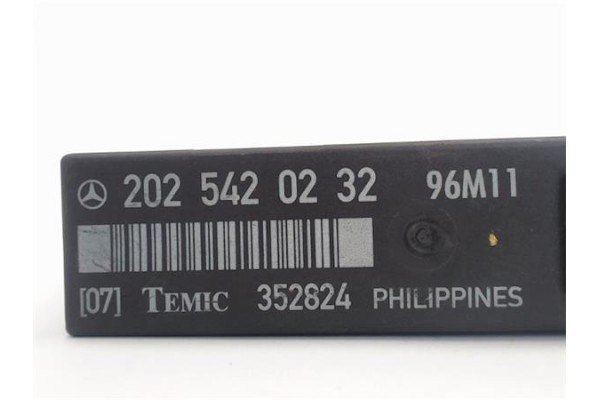 202 542 02 32 96M11
[07] TEMIC 352824 PHILIPPINES